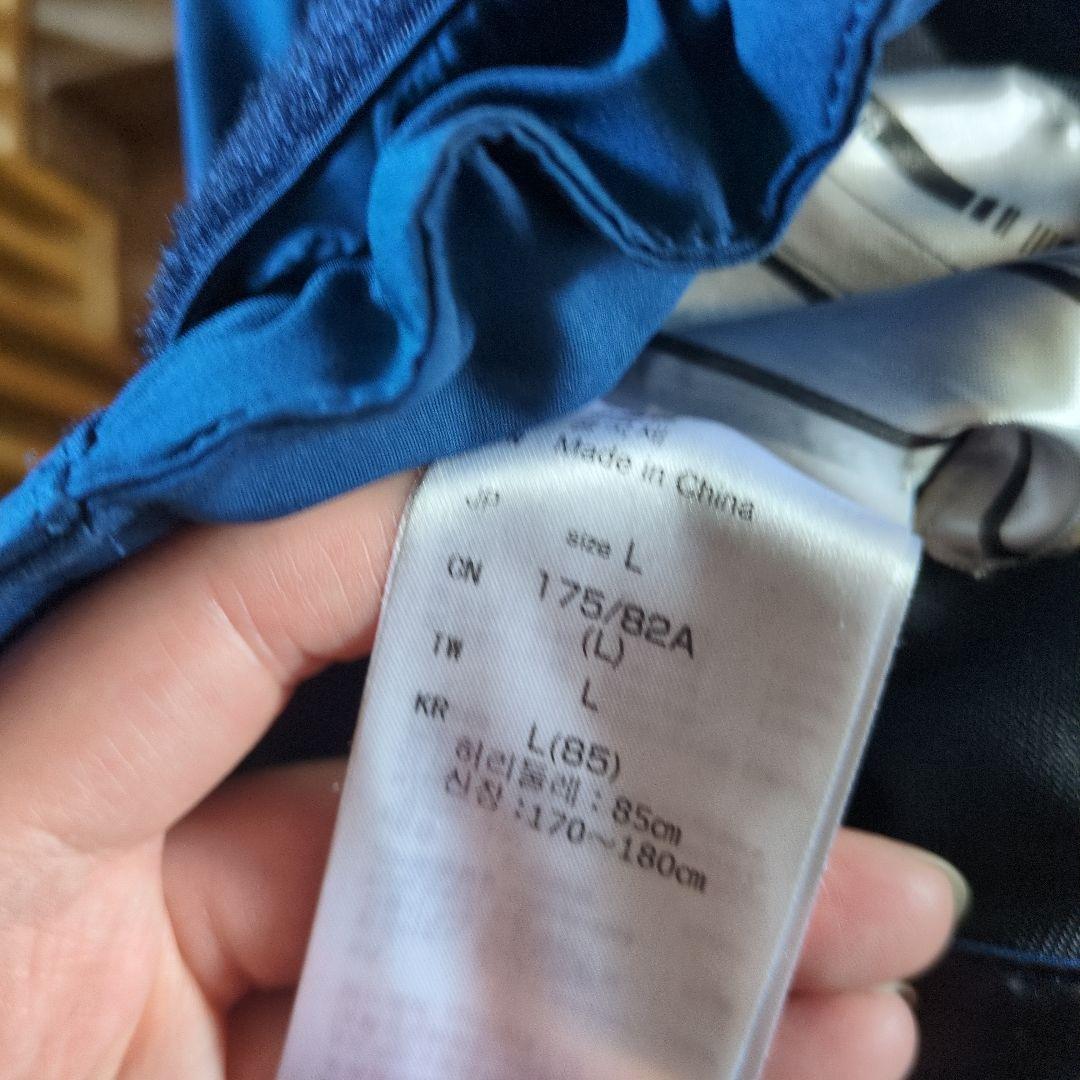 Made in China
JP size L
CN 175/82A
(L)
TW L
KR L(85)
허리둘레 : 85cm
신장 : 170~180cm